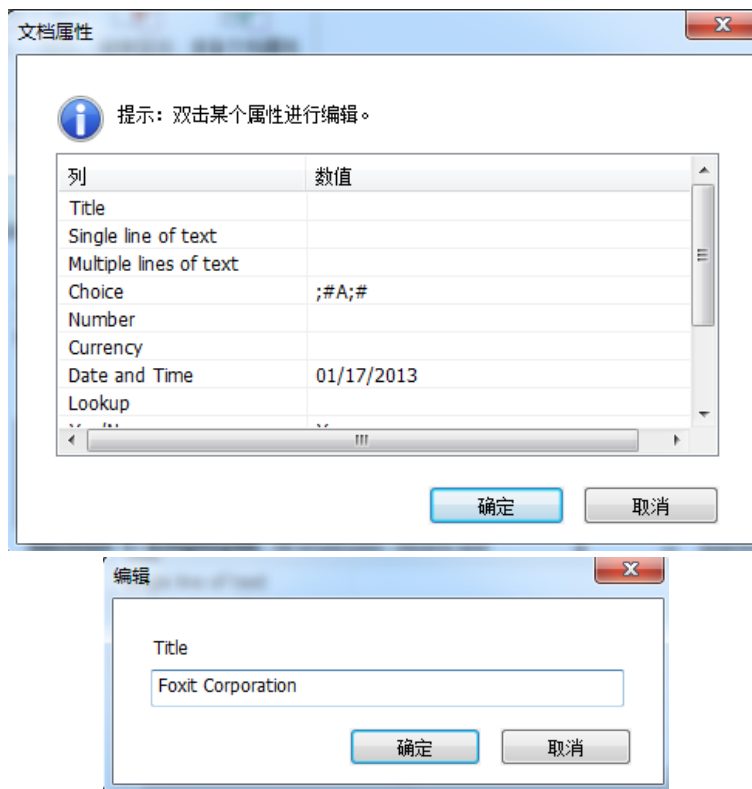 文档属性
提示：双击某个属性进行编辑。
列 数值
Title
Single line of text
Multiple lines of text
Choice ;#A;#
Number
Currency
Date and Time 01/17/2013
Lookup
编辑
确定 取消
Title
Foxit Corporation
确定 取消